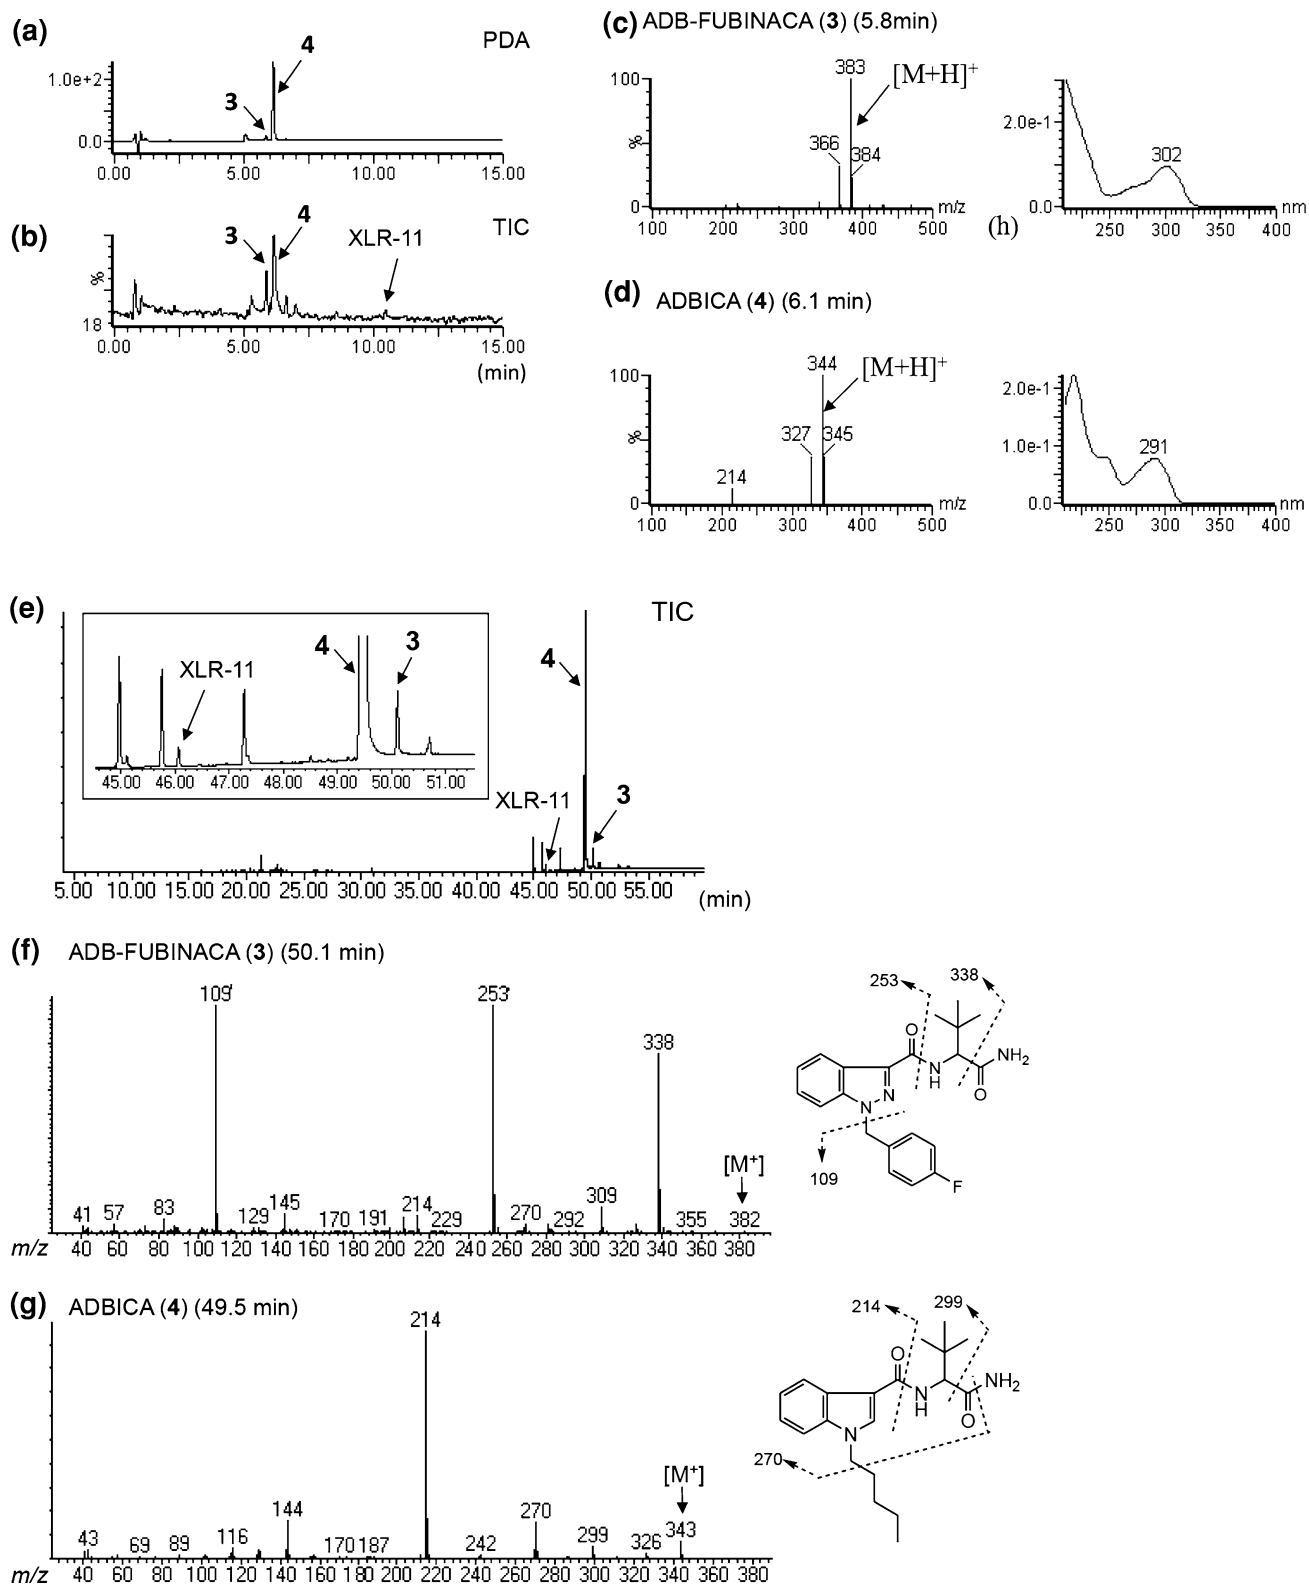 (a)
PDA
4
3
1.0e+2
0.0
0.00 5.00 10.00 15.00
(b)
TIC
4
3
XLR-11
%
18
0.00 5.00 10.00 15.00
(min)
(c) ADB-FUBINACA (3) (5.8min)
383
[M+H]+
100
366
384
%
0
m/z
100 200 300 400 500
(h)
2.0e-1
302
0.0
nm
250 300 350 400
(d) ADBICA (4) (6.1 min)
344
[M+H]+
100
327
345
%
214
0
m/z
100 200 300 400 500
2.0e-1
1.0e-1
291
0.0
nm
250 300 350 400
(e)
TIC
4
3
XLR-11
45.00 46.00 47.00 48.00 49.00 50.00 51.00
4
XLR-11
3
5.00 10.00 15.00 20.00 25.00 30.00 35.00 40.00 45.00 50.00 55.00
(min)
(f) ADB-FUBINACA (3) (50.1 min)
109
253
338
[M+]
41 57 83 129 145 170 191 214 229 270 292 309 355 382
m/z 40 60 80 100 120 140 160 180 200 220 240 260 280 300 320 340 360 380
253
338
O
NH2
N
H
O
N
N
109
F
(g) ADBICA (4) (49.5 min)
214
[M+]
43 69 89 116 144 170 187 242 270 299 326 343
m/z 40 60 80 100 120 140 160 180 200 220 240 260 280 300 320 340 360 380
214
299
O
NH2
N
H
O
N
270